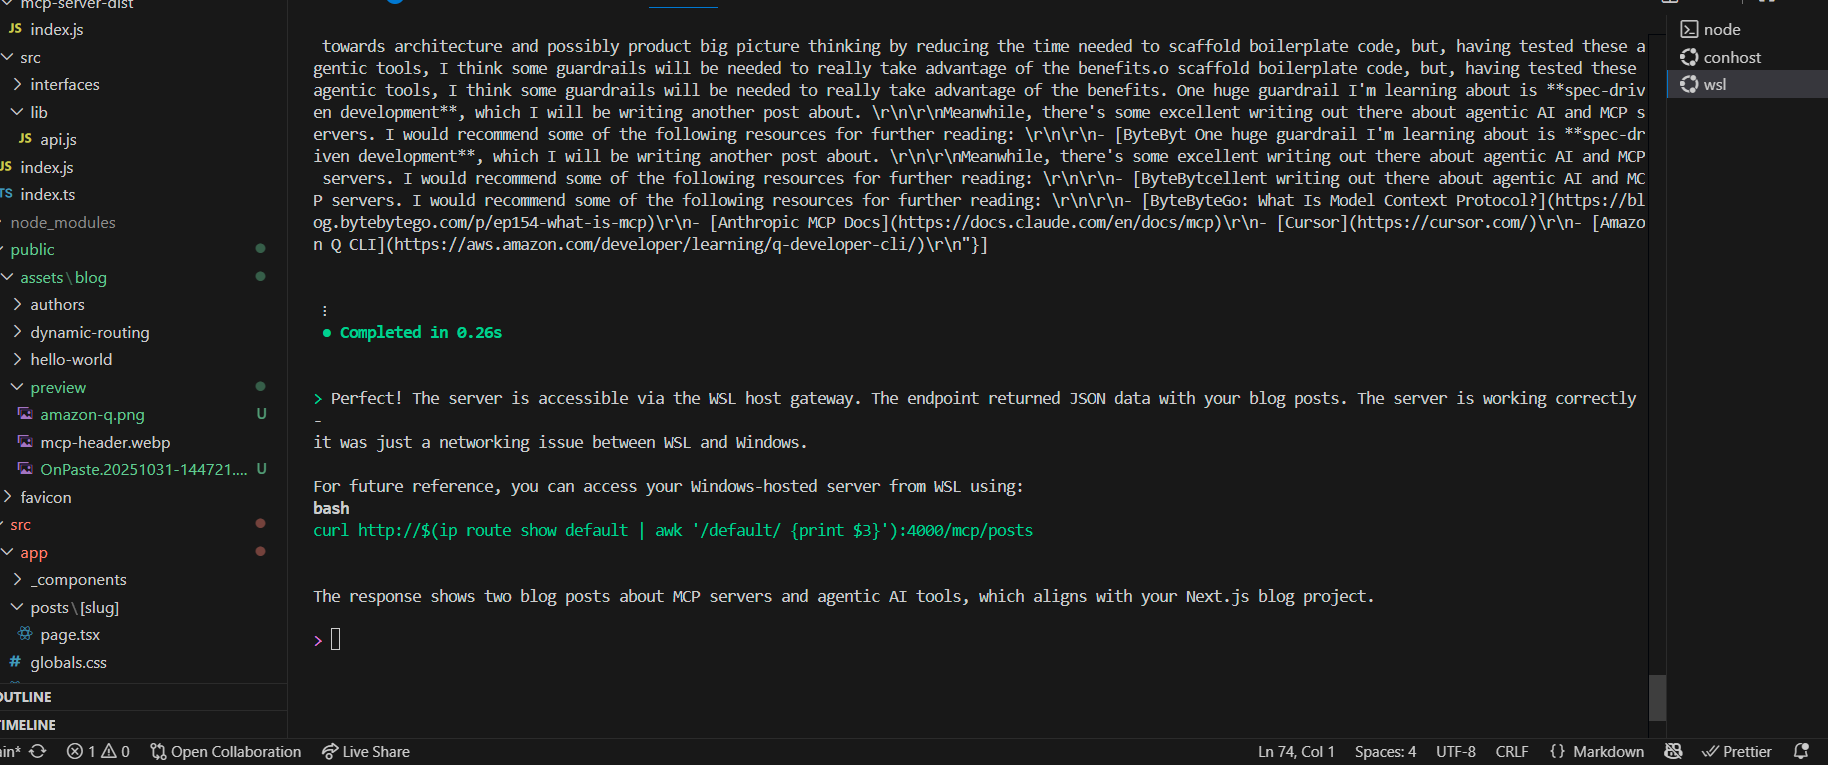 mcp-server-dist
JS index.js
src
interfaces
lib
JS api.js
JS index.js
TS index.ts
node_modules
public
assets\blog
authors
dynamic-routing
hello-world
preview
amazon-q.png U
mcp-header.webp
OnPaste.20251031-144721.... U
favicon
src
app
_components
posts\[slug]
page.tsx
# globals.css
OUTLINE
TIMELINE
towards architecture and possibly product big picture thinking by reducing the time needed to scaffold boilerplate code, but, having tested these a
gentic tools, I think some guardrails will be needed to really take advantage of the benefits.o scaffold boilerplate code, but, having tested these
agentic tools, I think some guardrails will be needed to really take advantage of the benefits. One huge guardrail I'm learning about is **spec-driv
en development**, which I will be writing another post about. \r\n\r\nMeanwhile, there's some excellent writing out there about agentic AI and MCP s
ervers. I would recommend some of the following resources for further reading: \r\n\r\n- [ByteByt One huge guardrail I'm learning about is **spec-dr
iven development**, which I will be writing another post about. \r\n\r\nMeanwhile, there's some excellent writing out there about agentic AI and MCP
servers. I would recommend some of the following resources for further reading: \r\n\r\n- [ByteBytcellent writing out there about agentic AI and MC
P servers. I would recommend some of the following resources for further reading: \r\n\r\n- [ByteByteGo: What Is Model Context Protocol?](https://bl
og.bytebytego.com/p/ep154-what-is-mcp)\r\n- [Anthropic MCP Docs](https://docs.claude.com/en/docs/mcp)\r\n- [Cursor](https://cursor.com/)\r\n- [Amazo
n Q CLI](https://aws.amazon.com/developer/learning/q-developer-cli/)\r\n"}]
⋮
● Completed in 0.26s
> Perfect! The server is accessible via the WSL host gateway. The endpoint returned JSON data with your blog posts. The server is working correctly
-
it was just a networking issue between WSL and Windows.
For future reference, you can access your Windows-hosted server from WSL using:
bash
curl http://$(ip route show default | awk '/default/ {print $3}'):4000/mcp/posts
The response shows two blog posts about MCP servers and agentic AI tools, which aligns with your Next.js blog project.
>
node
conhost
wsl
in* 1 0 Open Collaboration Live Share Ln 74, Col 1 Spaces: 4 UTF-8 CRLF {} Markdown Prettier